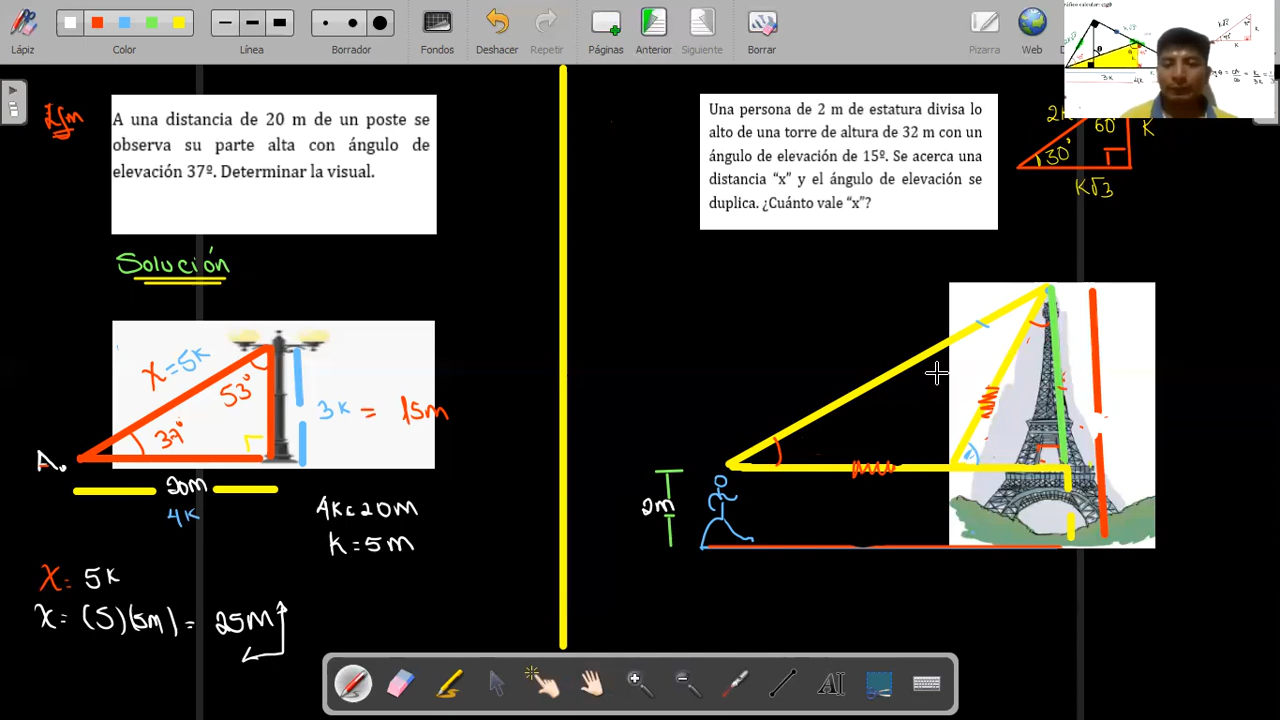 Lápiz
Color
Línea
Borrador
Fondos
Deshacer
Repetir
Páginas
Anterior
Siguiente
Borrar
Pizarra
Web
A una distancia de 20 m de un poste se
observa su parte alta con ángulo de
elevación 37º. Determinar la visual.
Solución
x=5k
53°
37°
3k = 15m
A.
20m
4k
4k=20m
k=5m
x= 5k
x= (5)(5m)= 25m
Una persona de 2 m de estatura divisa lo
alto de una torre de altura de 32 m con un
ángulo de elevación de 15º. Se acerca una
distancia “x” y el ángulo de elevación se
duplica. ¿Cuánto vale “x”?
60°
K
30°
K√3
2m
AI